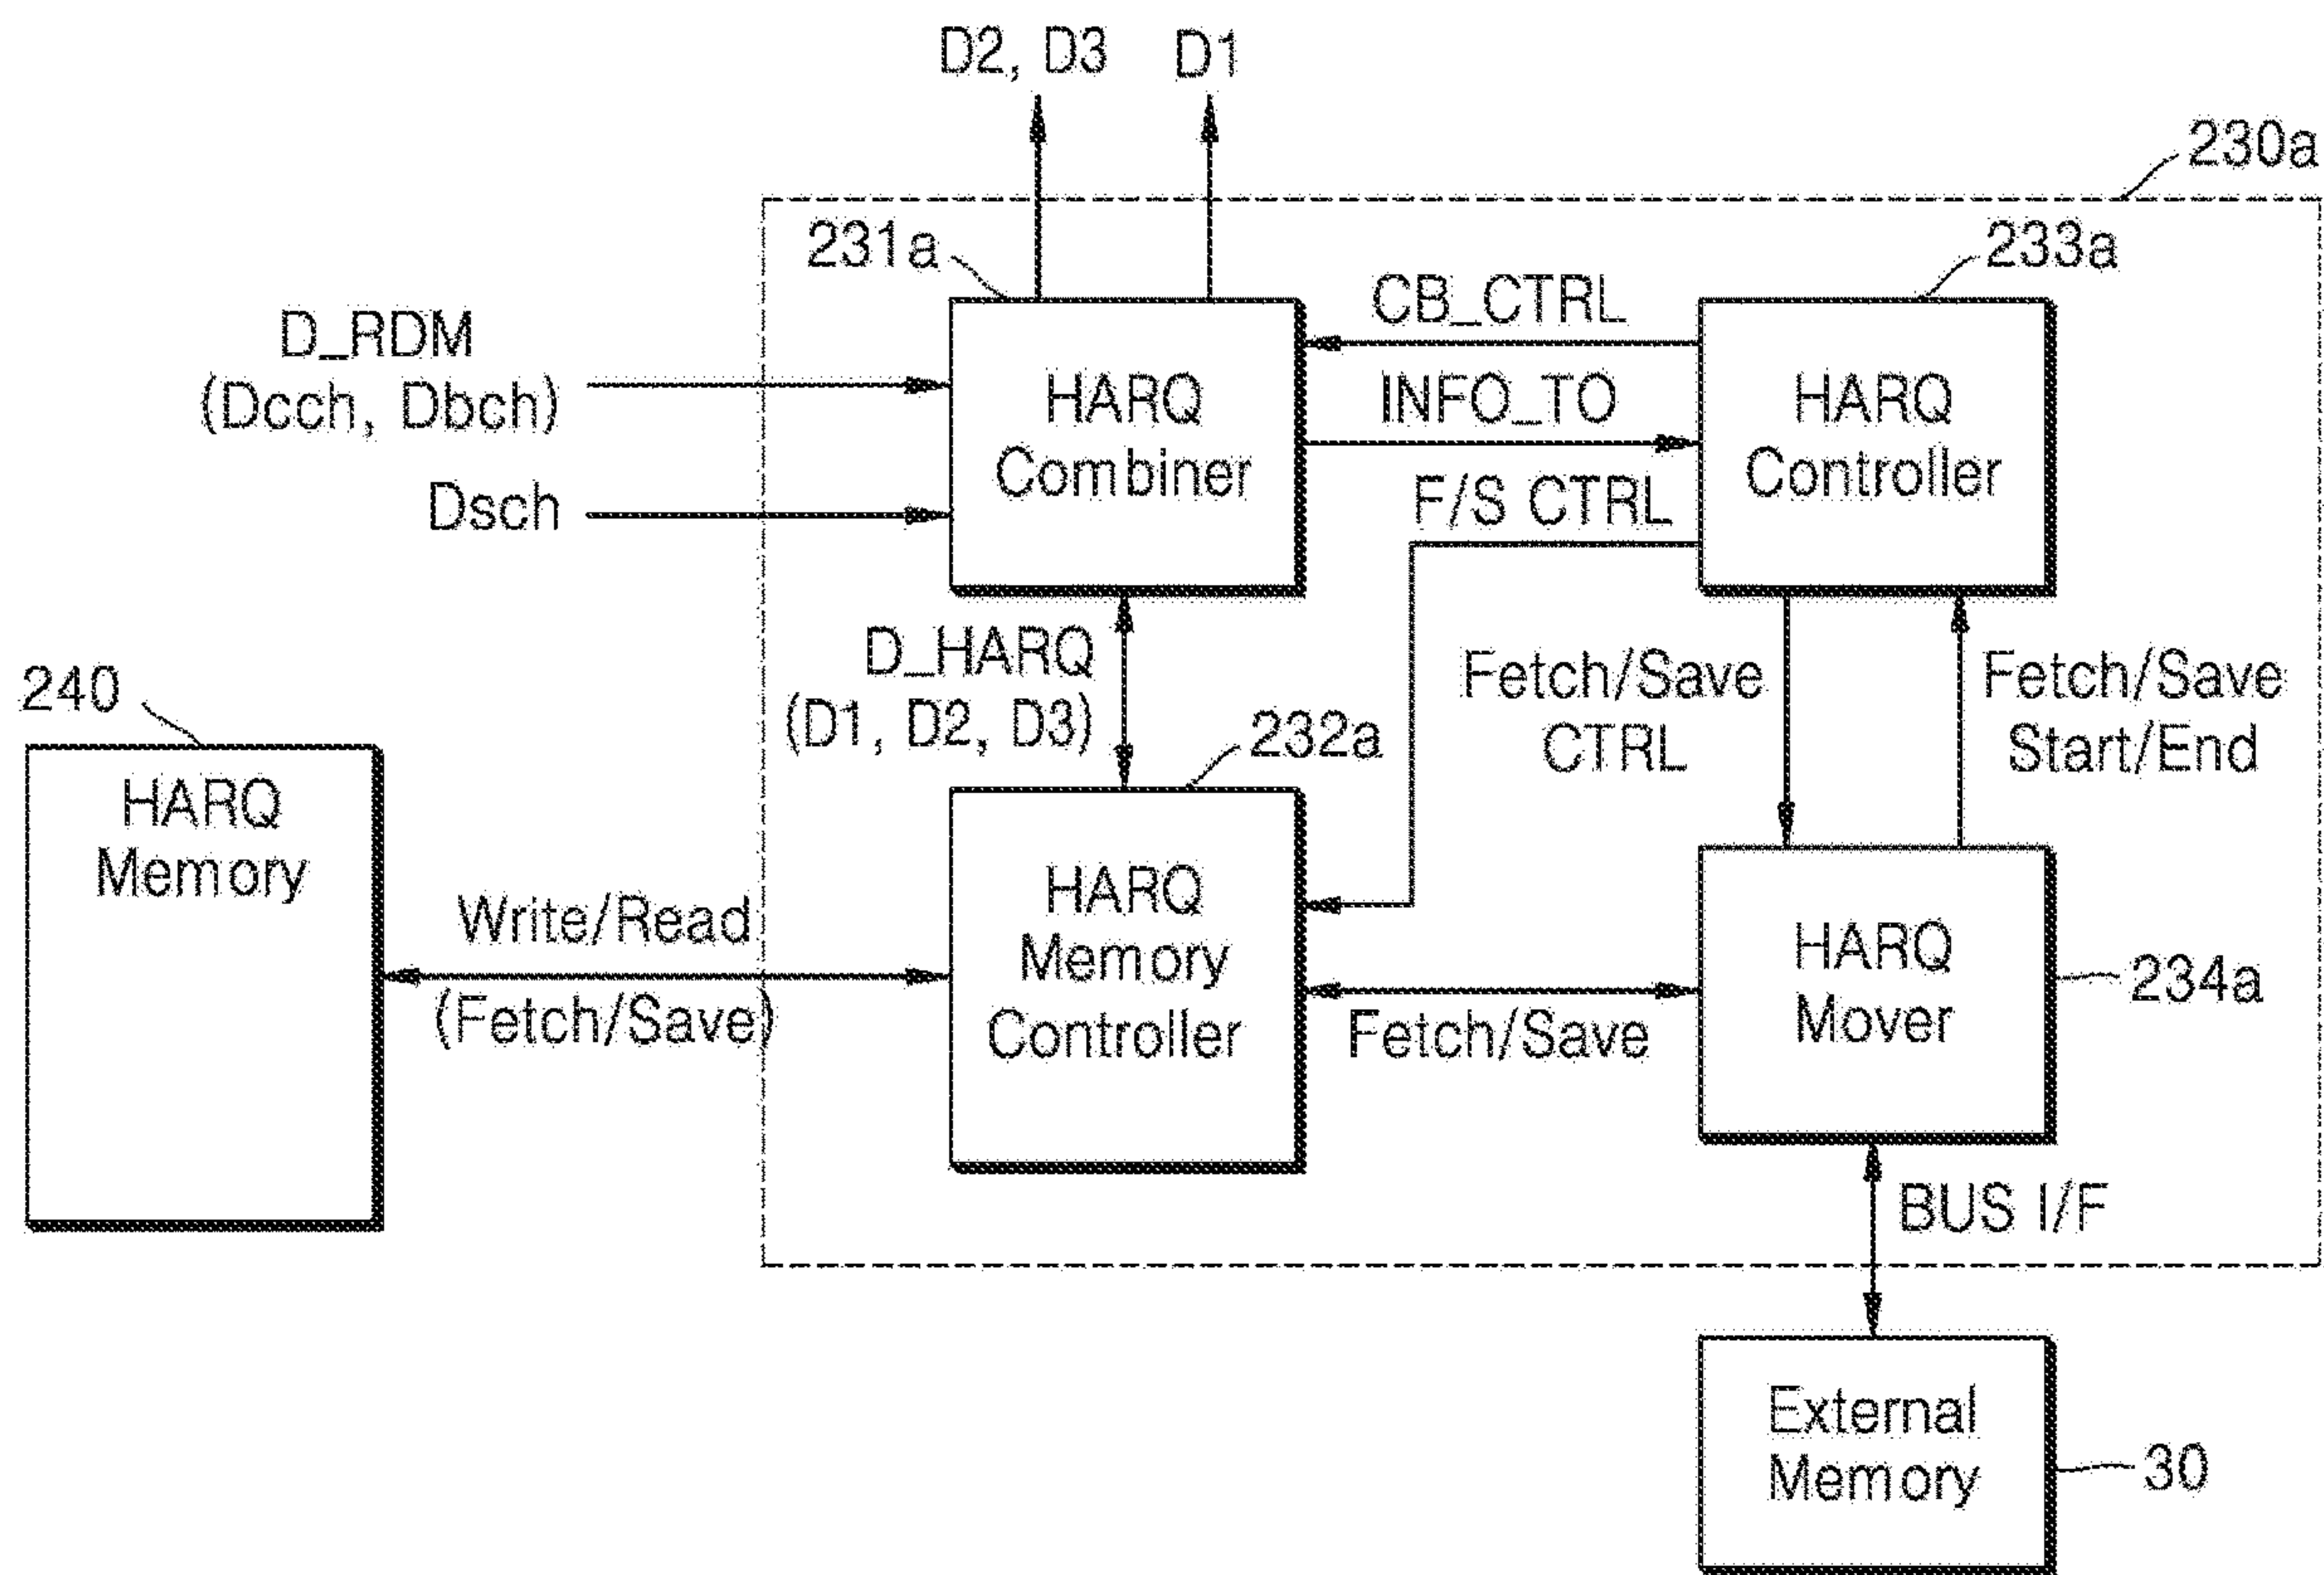 D2, D3
D1
230a
231a
233a
CB_CTRL
D_RDM
(Dcch, Dbch)
HARQ
Combiner
INFO_TO
HARQ
Controller
Dsch
F/S CTRL
D_HARQ
(D1, D2, D3)
Fetch/Save
CTRL
Fetch/Save
Start/End
240
232a
HARQ
Memory
Write/Read
(Fetch/Save)
HARQ
Memory
Controller
Fetch/Save
HARQ
Mover
234a
BUS I/F
External
Memory
30